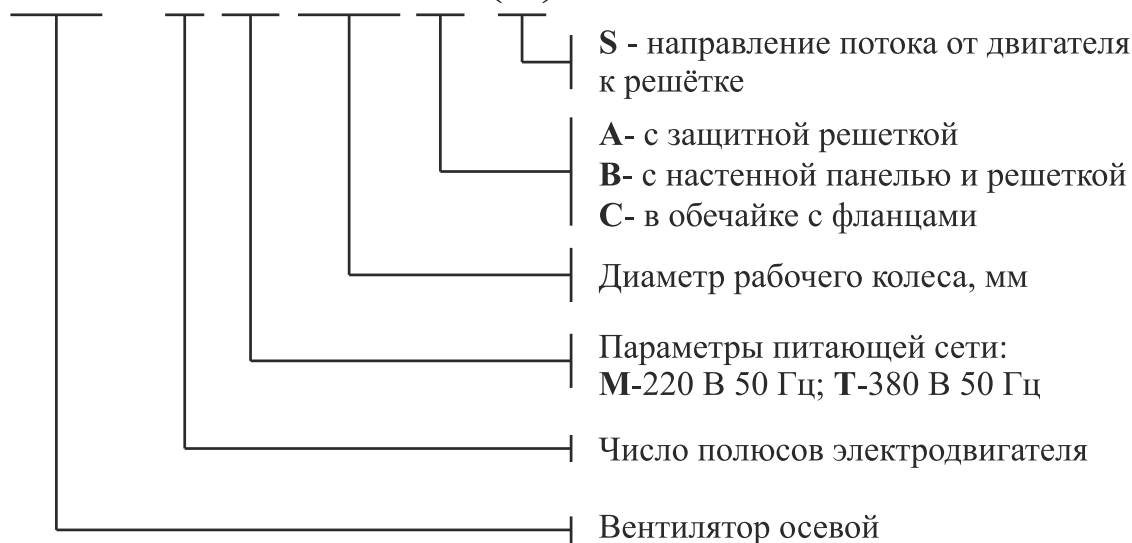 S - направление потока от двигателя
к решётке
A- с защитной решеткой
B- с настенной панелью и решеткой
C- в обечайке с фланцами
Диаметр рабочего колеса, мм
Параметры питающей сети:
М-220 В 50 Гц; Т-380 В 50 Гц
Число полюсов электродвигателя
Вентилятор осевой